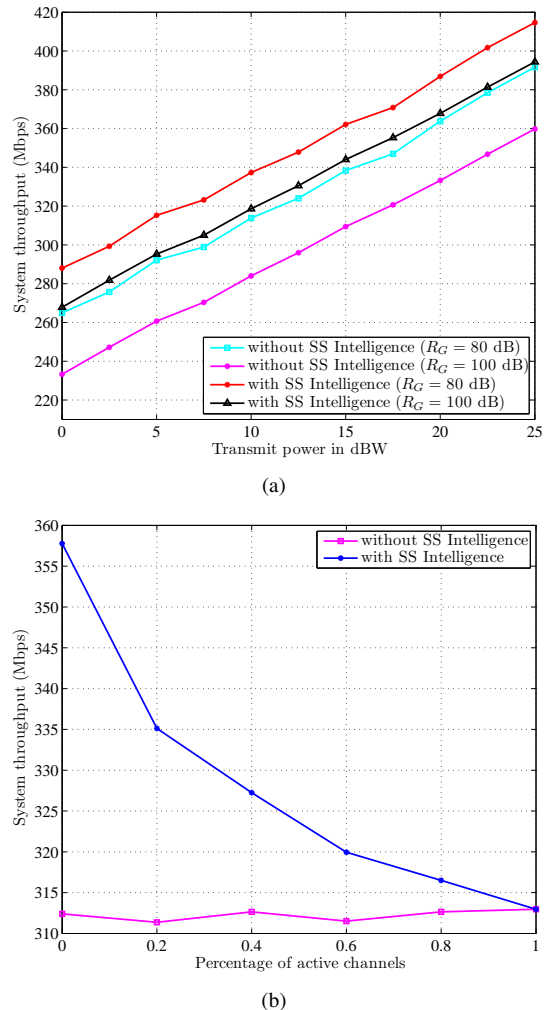 420
400
380
360
340
320
300
280
260
240
220
System throughput (Mbps)
without SS Intelligence (R_G = 80 dB)
without SS Intelligence (R_G = 100 dB)
with SS Intelligence (R_G = 80 dB)
with SS Intelligence (R_G = 100 dB)
0 5 10 15 20 25
Transmit power in dBW
(a)
360
355
350
345
340
335
330
325
320
315
310
System throughput (Mbps)
without SS Intelligence
with SS Intelligence
0 0.2 0.4 0.6 0.8 1
Percentage of active channels
(b)